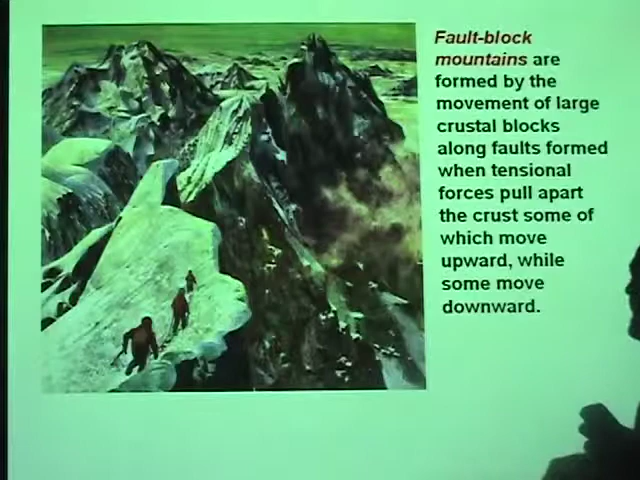 Fault-block
mountains are
formed by the
movement of large
crustal blocks
along faults formed
when tensional
forces pull apart
the crust some of
which move
upward, while
some move
downward.